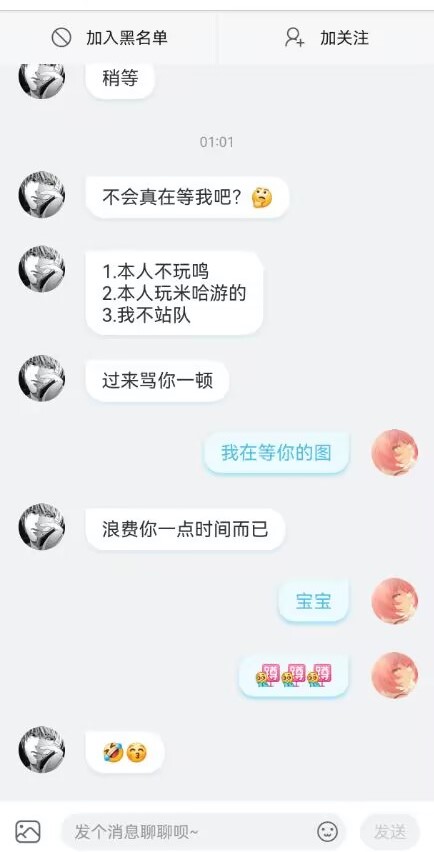 加入黑名单
加关注
稍等
01:01
不会真在等我吧？
1.本人不玩鸣
2.本人玩米哈游的
3.我不站队
过来骂你一顿
我在等你的图
浪费你一点时间而已
宝宝
蹲蹲蹲
发个消息聊聊呗~
发送